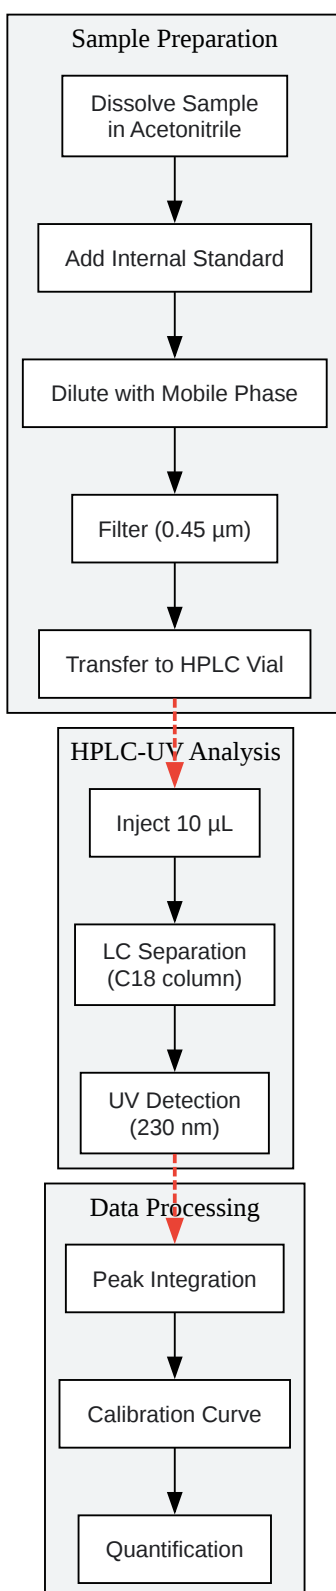 Sample Preparation
Dissolve Sample
in Acetonitrile
Add Internal Standard
Dilute with Mobile Phase
Filter (0.45 µm)
Transfer to HPLC Vial
HPLC-UV Analysis
Inject 10 µL
LC Separation
(C18 column)
UV Detection
(230 nm)
Data Processing
Peak Integration
Calibration Curve
Quantification